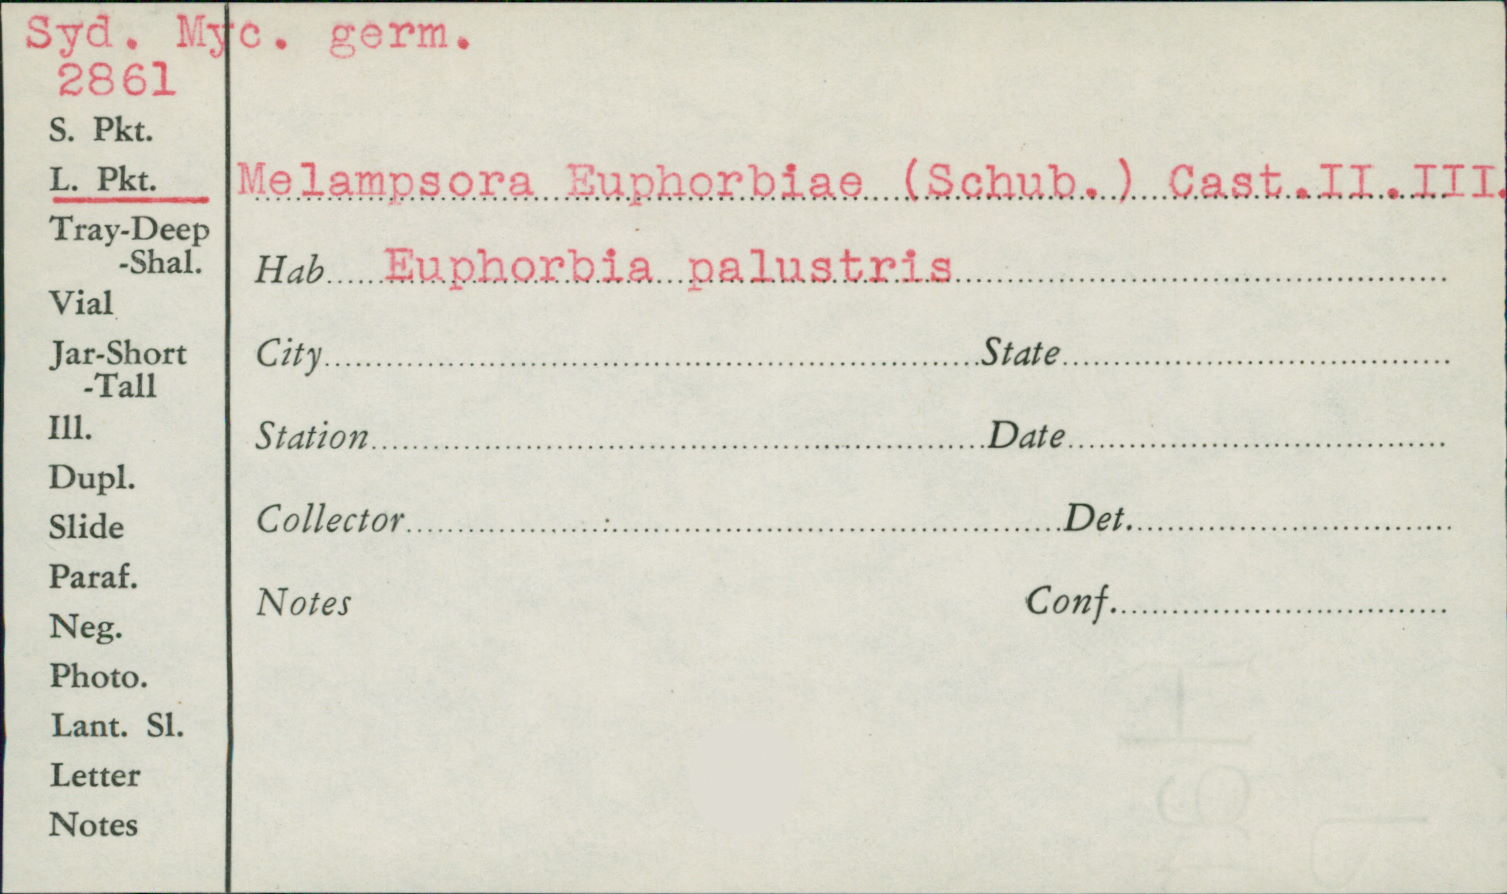 Syd. Myc. germ.
2861
S. Pkt.
L. Pkt.
Melampsora Euphorbiae (Schub.) Cast.II.III.
Tray-Deep
-Shal.
Hab Euphorbia palustris
Vial
Jar-Short
-Tall
City State
Ill.
Station Date
Dupl.
Slide
Collector Det.
Paraf.
Neg.
Notes Conf.
Photo.
Lant. Sl.
Letter
Notes